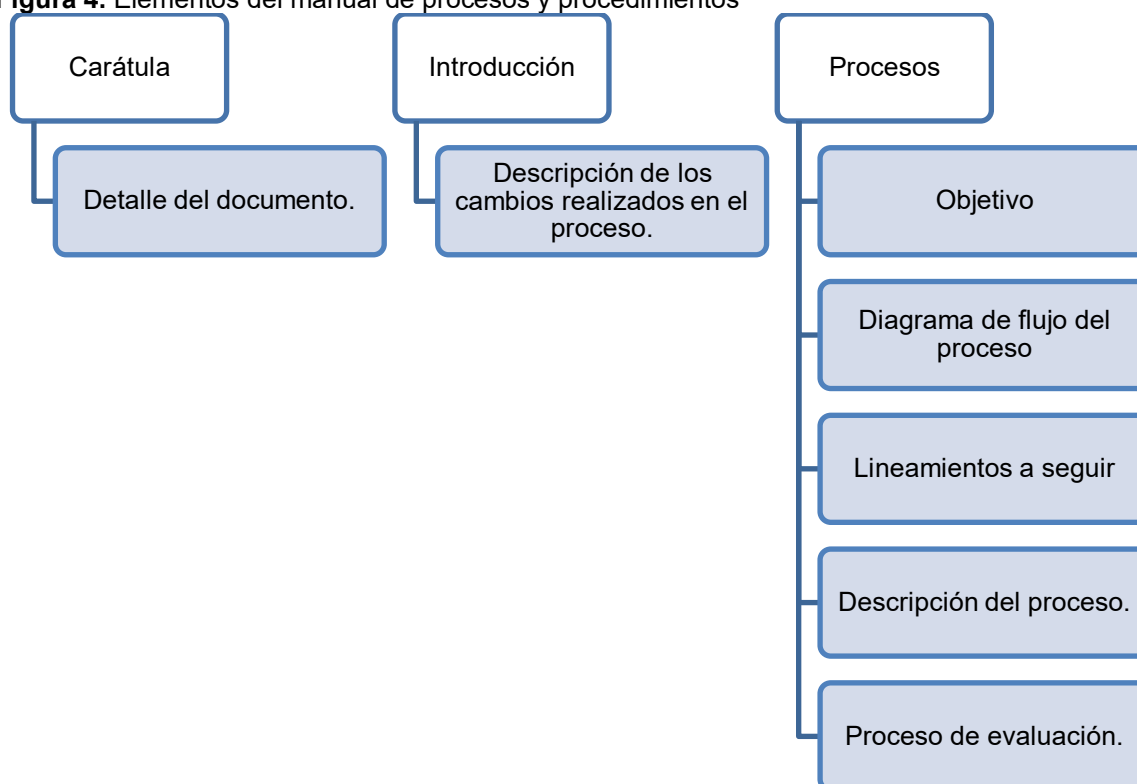 Figura 4. Elementos del manual de procesos y procedimientos
Carátula
Detalle del documento.
Introducción
Descripción de los
cambios realizados en el
proceso.
Procesos
Objetivo
Diagrama de flujo del
proceso
Lineamientos a seguir
Descripción del proceso.
Proceso de evaluación.